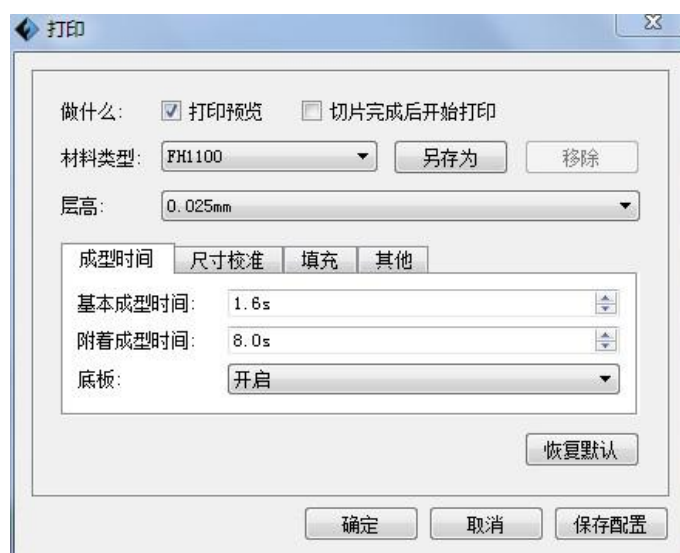 打印
做什么: 打印预览 切片完成后开始打印
材料类型: FH1100 另存为 移除
层高: 0.025mm
成型时间 尺寸校准 填充 其他
基本成型时间: 1.6s
附着成型时间: 8.0s
底板: 开启
恢复默认
确定 取消 保存配置